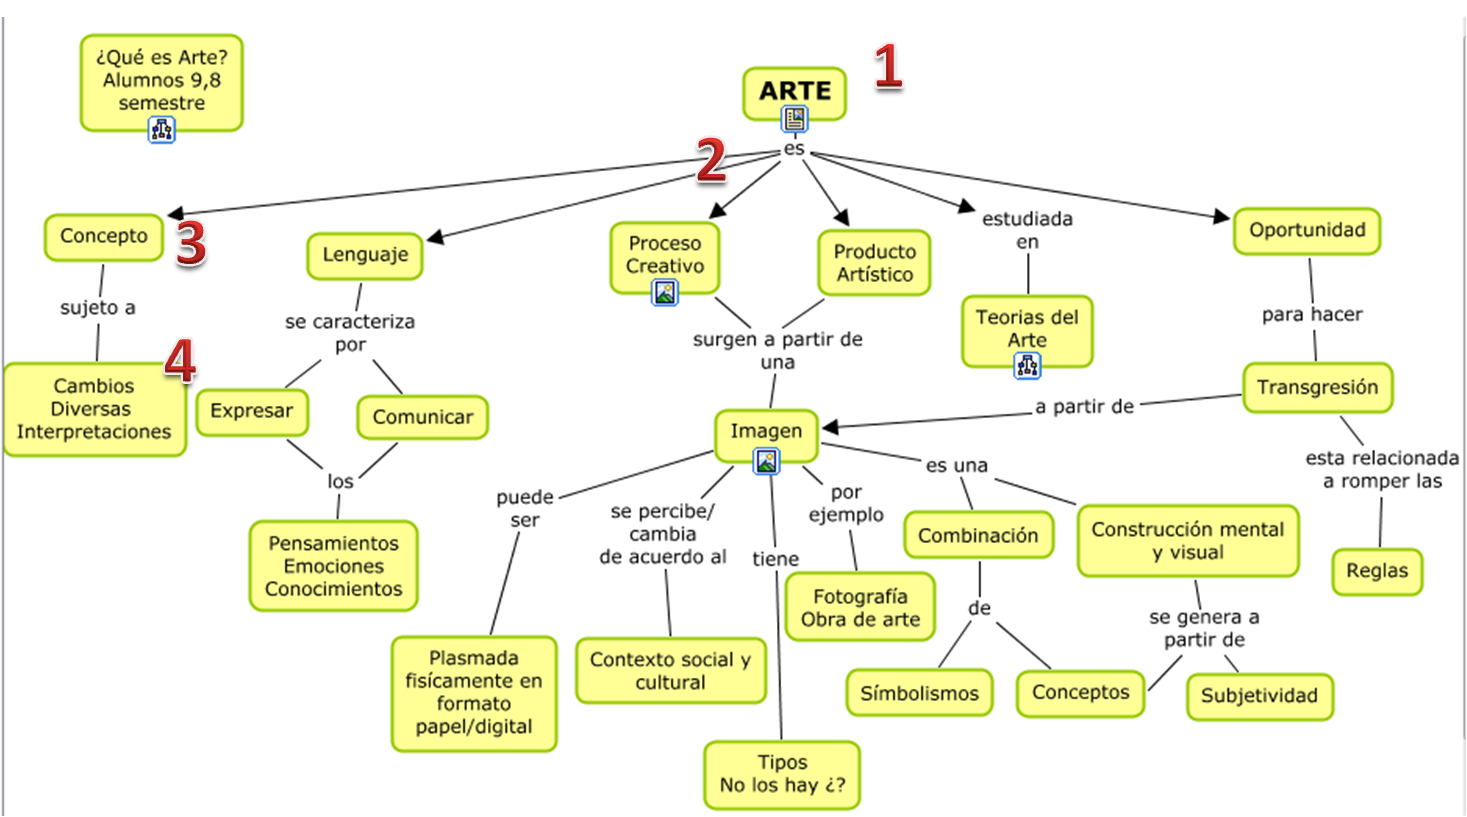 ¿Qué es Arte?
Alumnos 9,8
semestre
ARTE
1
es
2
Concepto
3
sujeto a
4
Cambios
Diversas
Interpretaciones
Lenguaje
se caracteriza
por
Expresar
Comunicar
los
Pensamientos
Emociones
Conocimientos
Proceso
Creativo
Producto
Artístico
surgen a partir de
una
Imagen
estudiada
en
Teorias del
Arte
Oportunidad
para hacer
Transgresión
a partir de
esta relacionada
a romper las
Reglas
puede
ser
Plasmada
fisícamente en
formato
papel/digital
se percibe/
cambia
de acuerdo al
Contexto social y
cultural
tiene
Tipos
No los hay ¿?
por
ejemplo
Fotografía
Obra de arte
es una
Combinación
de
Símbolismos
Conceptos
Construcción mental
y visual
se genera a
partir de
Subjetividad